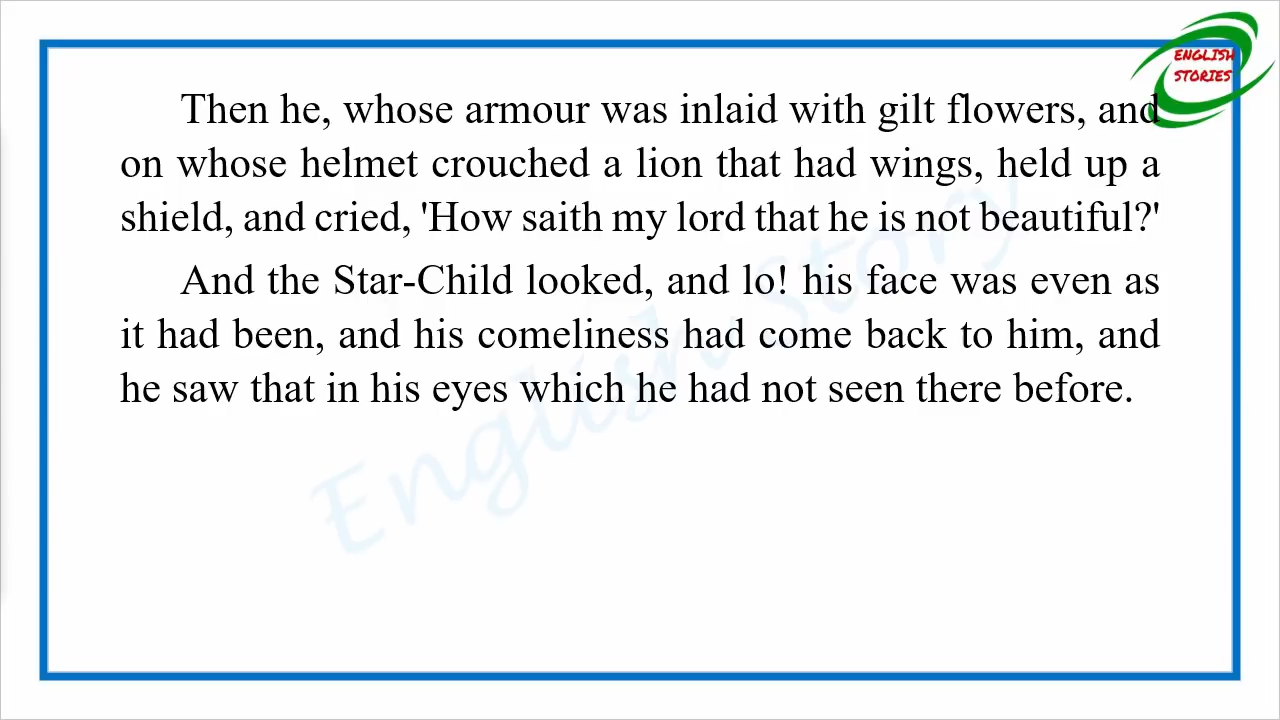 ENGLISH
STORIES
Then he, whose armour was inlaid with gilt flowers, and
on whose helmet crouched a lion that had wings, held up a
shield, and cried, 'How saith my lord that he is not beautiful?'
And the Star-Child looked, and lo! his face was even as
it had been, and his comeliness had come back to him, and
he saw that in his eyes which he had not seen there before.
English Story